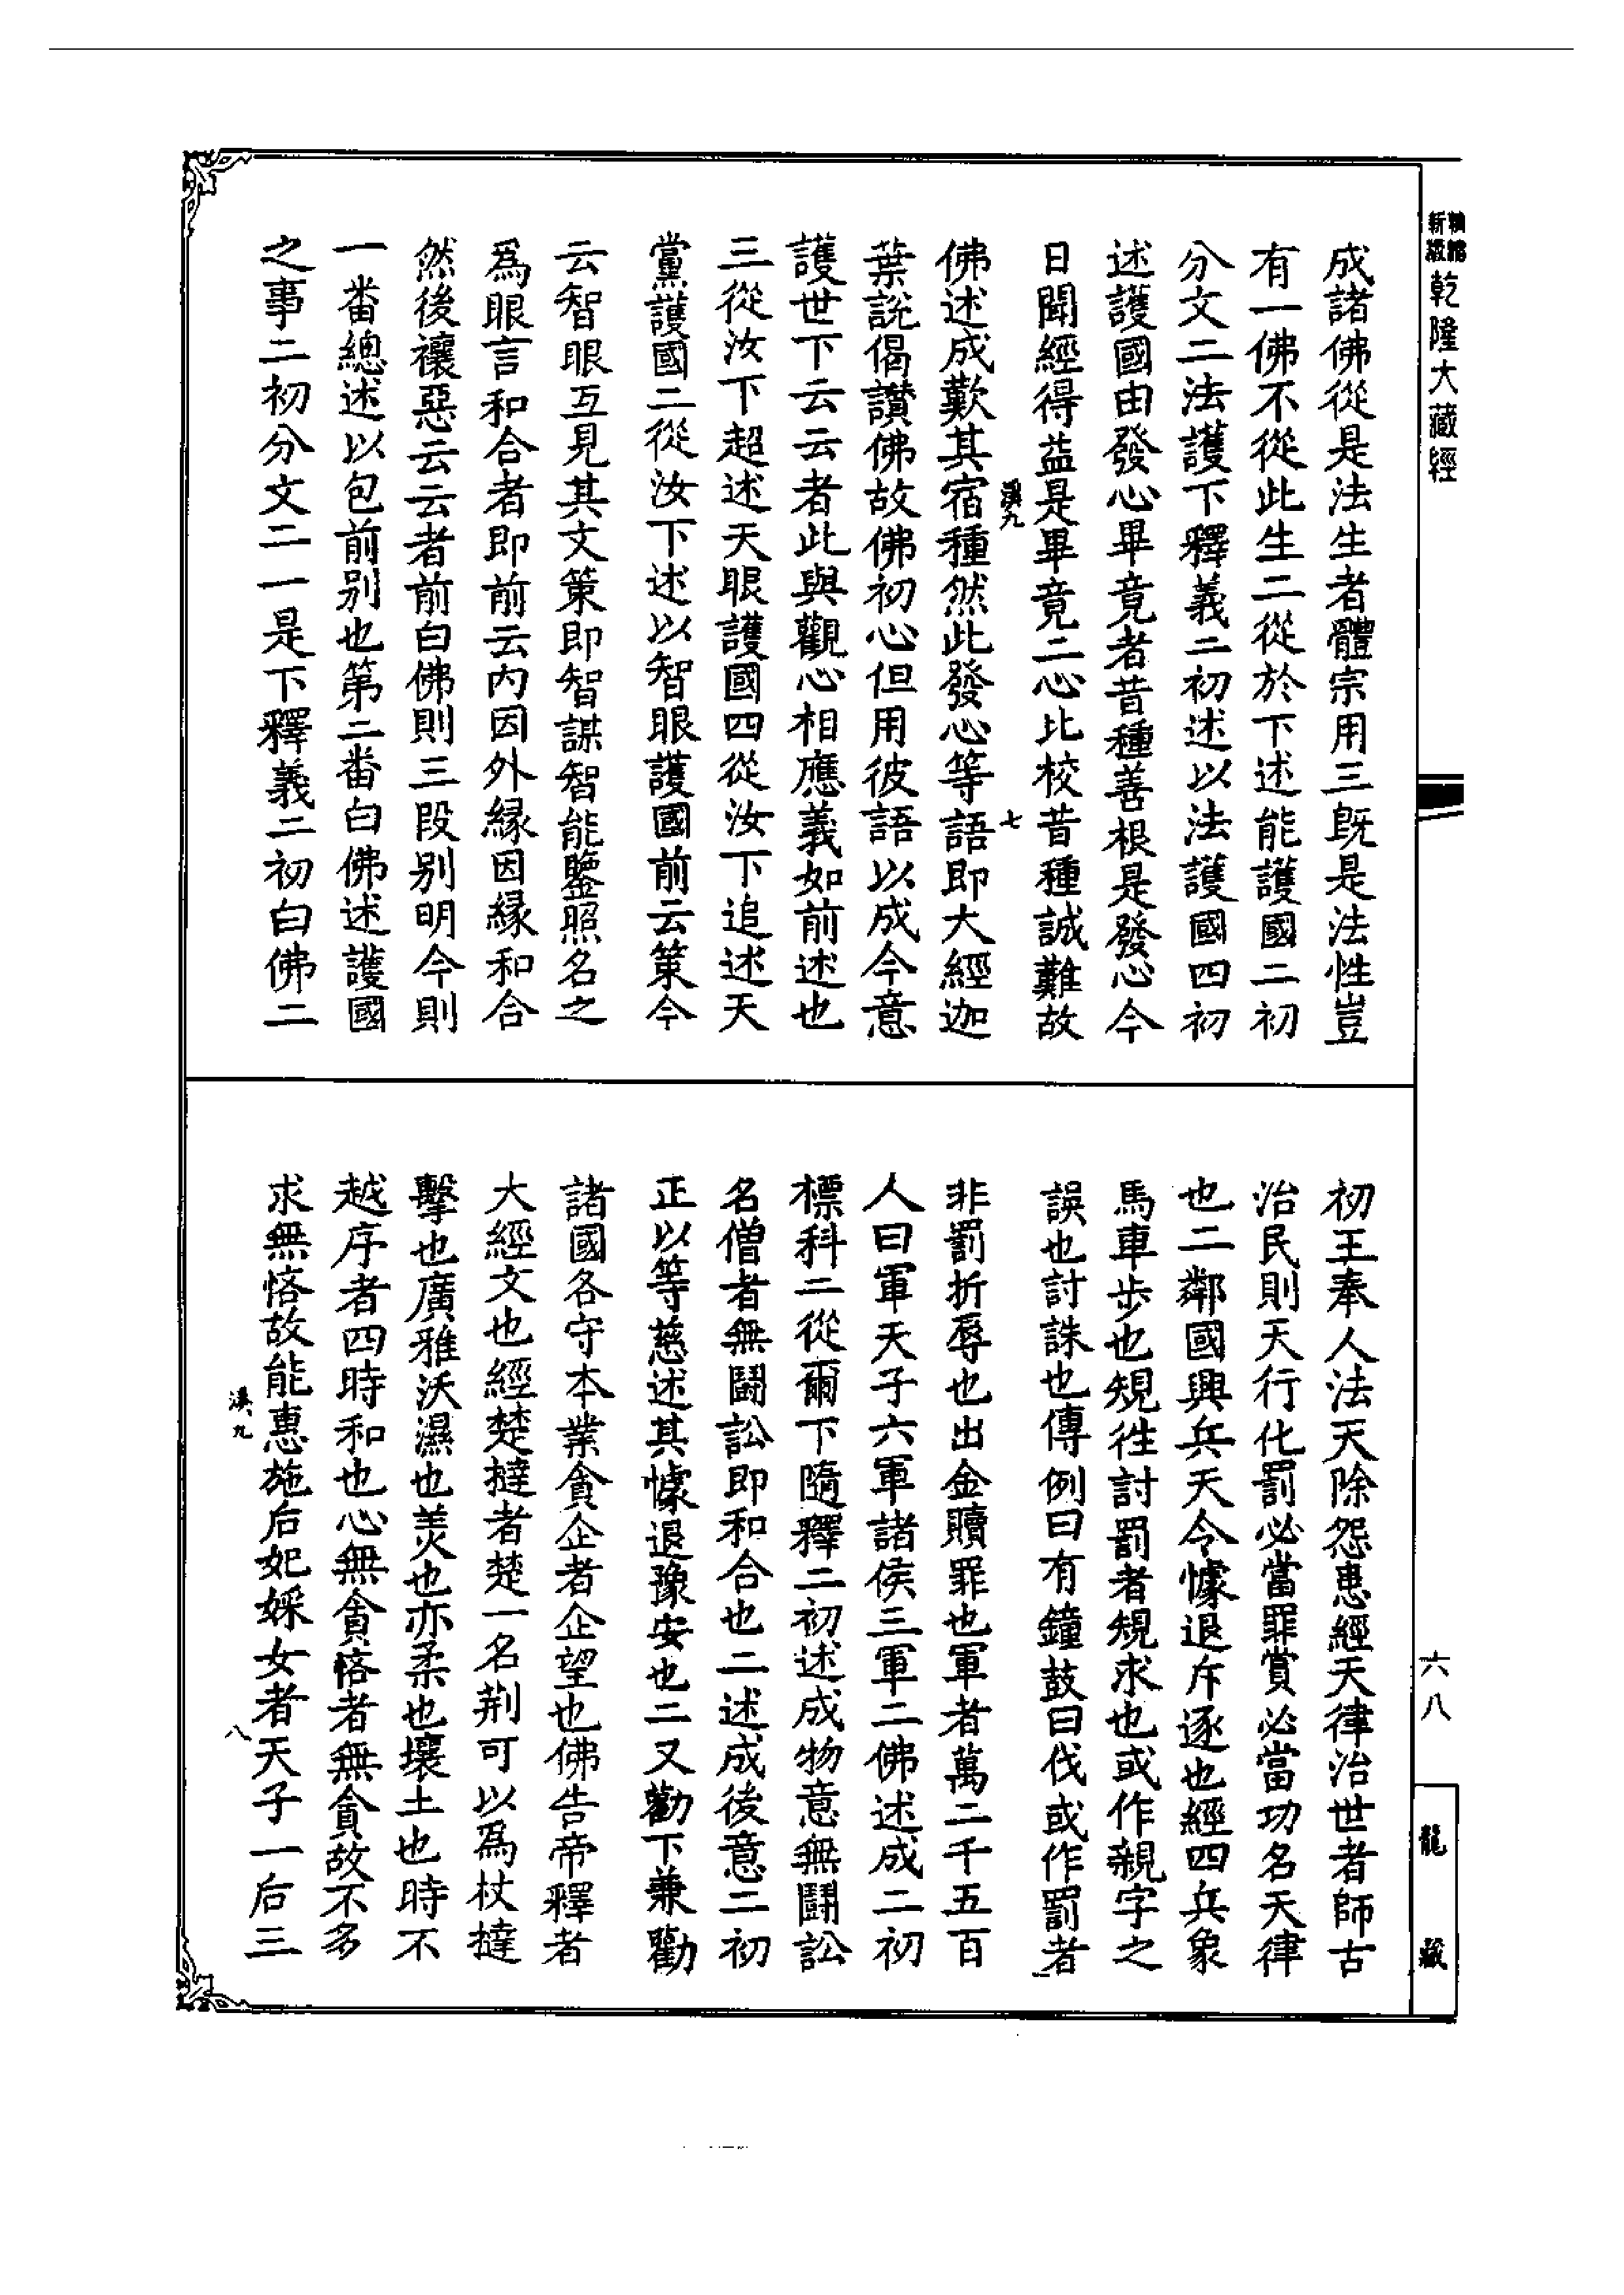 精縮新版乾隆大藏經
成諸佛從是法生者體宗用三既是法性豈
有一佛不從此生二從於下述能護國二初
分文二法護下釋義二初述以法護國四初
述護國由發心畢竟者昔種善根是發心今
日聞經得益是畢竟二心比校昔種誠難故
溪九 七
佛述成歎其宿種然此發心等語即大經迦
葉說偈讃佛故佛初心但用彼語以成今意
護世下云云者此與觀心相應義如前述也
三從汝下超述天眼護國四從汝下追述天
黨護國二從汝下述以智眼護國前云策今
云智眼互見其文策即智謀智能鑒照名之
爲眼言和合者即前云内因外緣因緣和合
然後禳惡云云者前白佛則三段别明今則
一番總述以包前别也第二番白佛述護國
之事二初分文二一是下釋義二初白佛二
初王奉人法天除怨恚經天律治世者師古
治民則天行化罰必當罪賞必當功名天律
也二鄰國興兵天令懅退斥逐也經四兵象
馬車步也規徃討罰者規求也或作親字之
誤也討誅也傳例曰有鐘鼓曰伐或作罰者
非罰折辱也出金贖罪也軍者萬二千五百
人曰軍天子六軍諸侯三軍二佛述成二初
標科二從爾下隨釋二初述成物意無鬭訟
名僧者無鬭訟即和合也二述成後意二初
正以等慈述其懅退豫安也二又勸下兼勸
諸國各守本業貪企者企望也佛告帝釋者
大經文也經楚撻者楚一名荆可以爲杖撻
擊也廣雅沃濕也美也亦柔也壤土也時不
越序者四時和也心無貪悋者無貪故不多
求無悋故能惠施后妃婇女者天子一后三
溪九 八
六八
龍藏